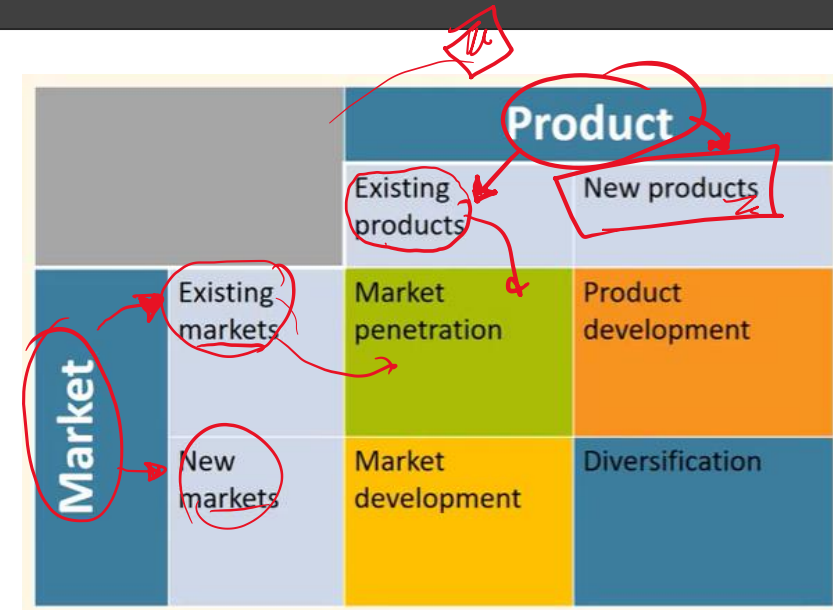 Product
Existing
products
New products
Market
Existing
markets
Market
penetration
Product
development
New
markets
Market
development
Diversification